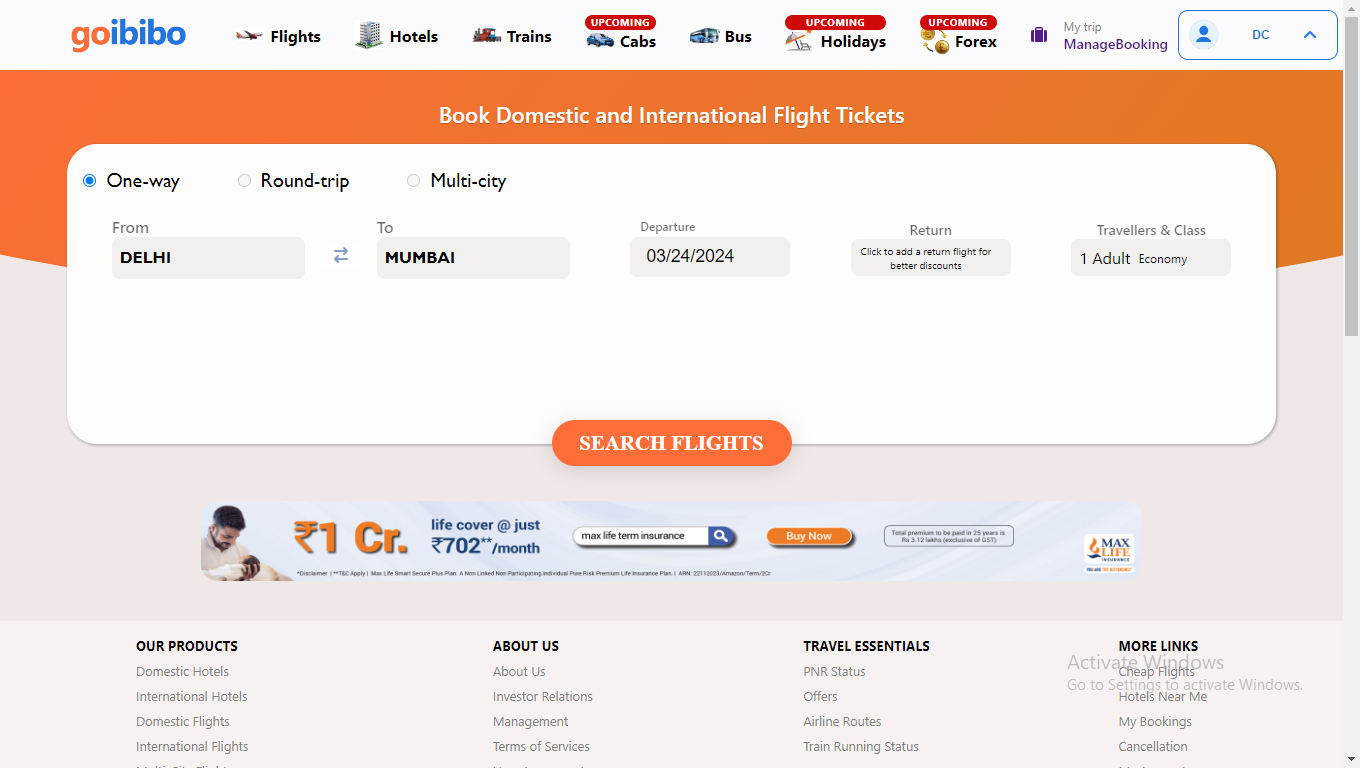 goibibo
Flights
Hotels
Trains
UPCOMING
Cabs
Bus
UPCOMING
Holidays
UPCOMING
Forex
My trip
ManageBooking
DC
Book Domestic and International Flight Tickets
One-way
Round-trip
Multi-city
From
DELHI
To
MUMBAI
Departure
03/24/2024
Return
Click to add a return flight for
better discounts
Travellers & Class
1 Adult Economy
SEARCH FLIGHTS
₹1 Cr.
life cover @ just
₹702**/month
max life term insurance
Buy Now
Total premium to be paid in 25 years is
Rs 3.12 lakhs (exclusive of GST)
MAX
LIFE
INSURANCE
YOU ARE THE DIFFERENCE
*Disclaimer | **T&C Apply | Max Life Smart Secure Plus Plan. A Non Linked Non Participating Individual Pure Risk Premium Life Insurance Plan. | ARN: 22112023/Amazon/Term/2Cr
OUR PRODUCTS
Domestic Hotels
International Hotels
Domestic Flights
International Flights
ABOUT US
About Us
Investor Relations
Management
Terms of Services
TRAVEL ESSENTIALS
PNR Status
Offers
Airline Routes
Train Running Status
MORE LINKS
Cheap Flights
Hotels Near Me
My Bookings
Cancellation
Activate Windows
Go to Settings to activate Windows.